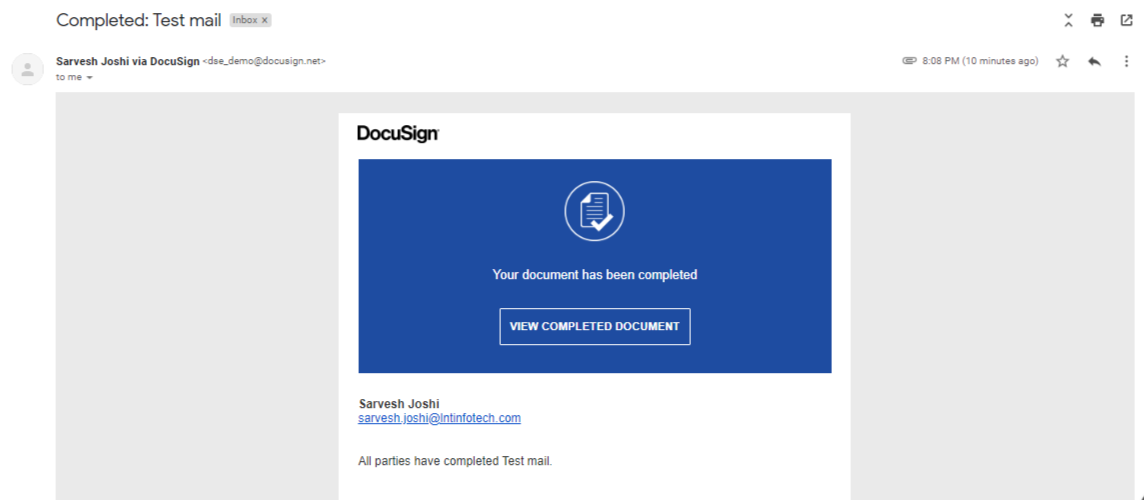 Completed: Test mail Inbox x
Sarvesh Joshi via DocuSign <dse_demo@docusign.net>
8:08 PM (10 minutes ago)
to me
DocuSign
Your document has been completed
VIEW COMPLETED DOCUMENT
Sarvesh Joshi
sarvesh.joshi@lntinfotech.com
All parties have completed Test mail.